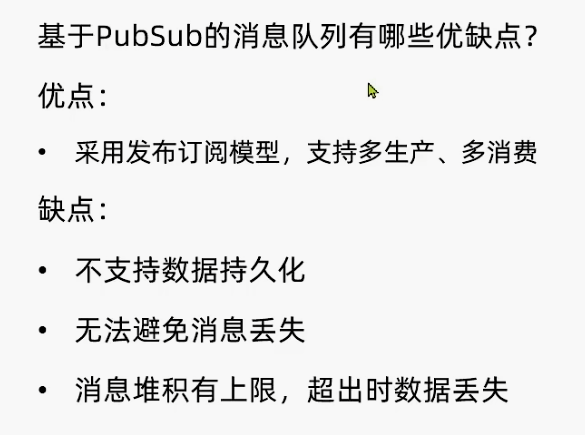 基于PubSub的消息队列有哪些优缺点？
优点：
• 采用发布订阅模型，支持多生产、多消费
缺点：
• 不支持数据持久化
• 无法避免消息丢失
• 消息堆积有上限，超出时数据丢失